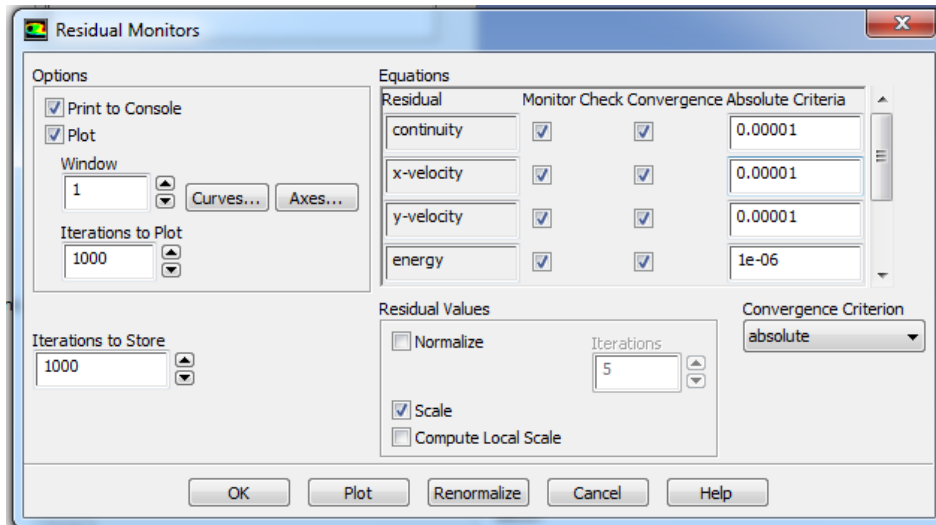 Residual Monitors
Options
Print to Console
Plot
Window
1
Curves...
Axes...
Iterations to Plot
1000
Iterations to Store
1000
Equations
Residual Monitor Check Convergence Absolute Criteria
continuity 0.00001
x-velocity 0.00001
y-velocity 0.00001
energy 1e-06
Residual Values
Normalize
Iterations
5
Scale
Compute Local Scale
Convergence Criterion
absolute
OK Plot Renormalize Cancel Help